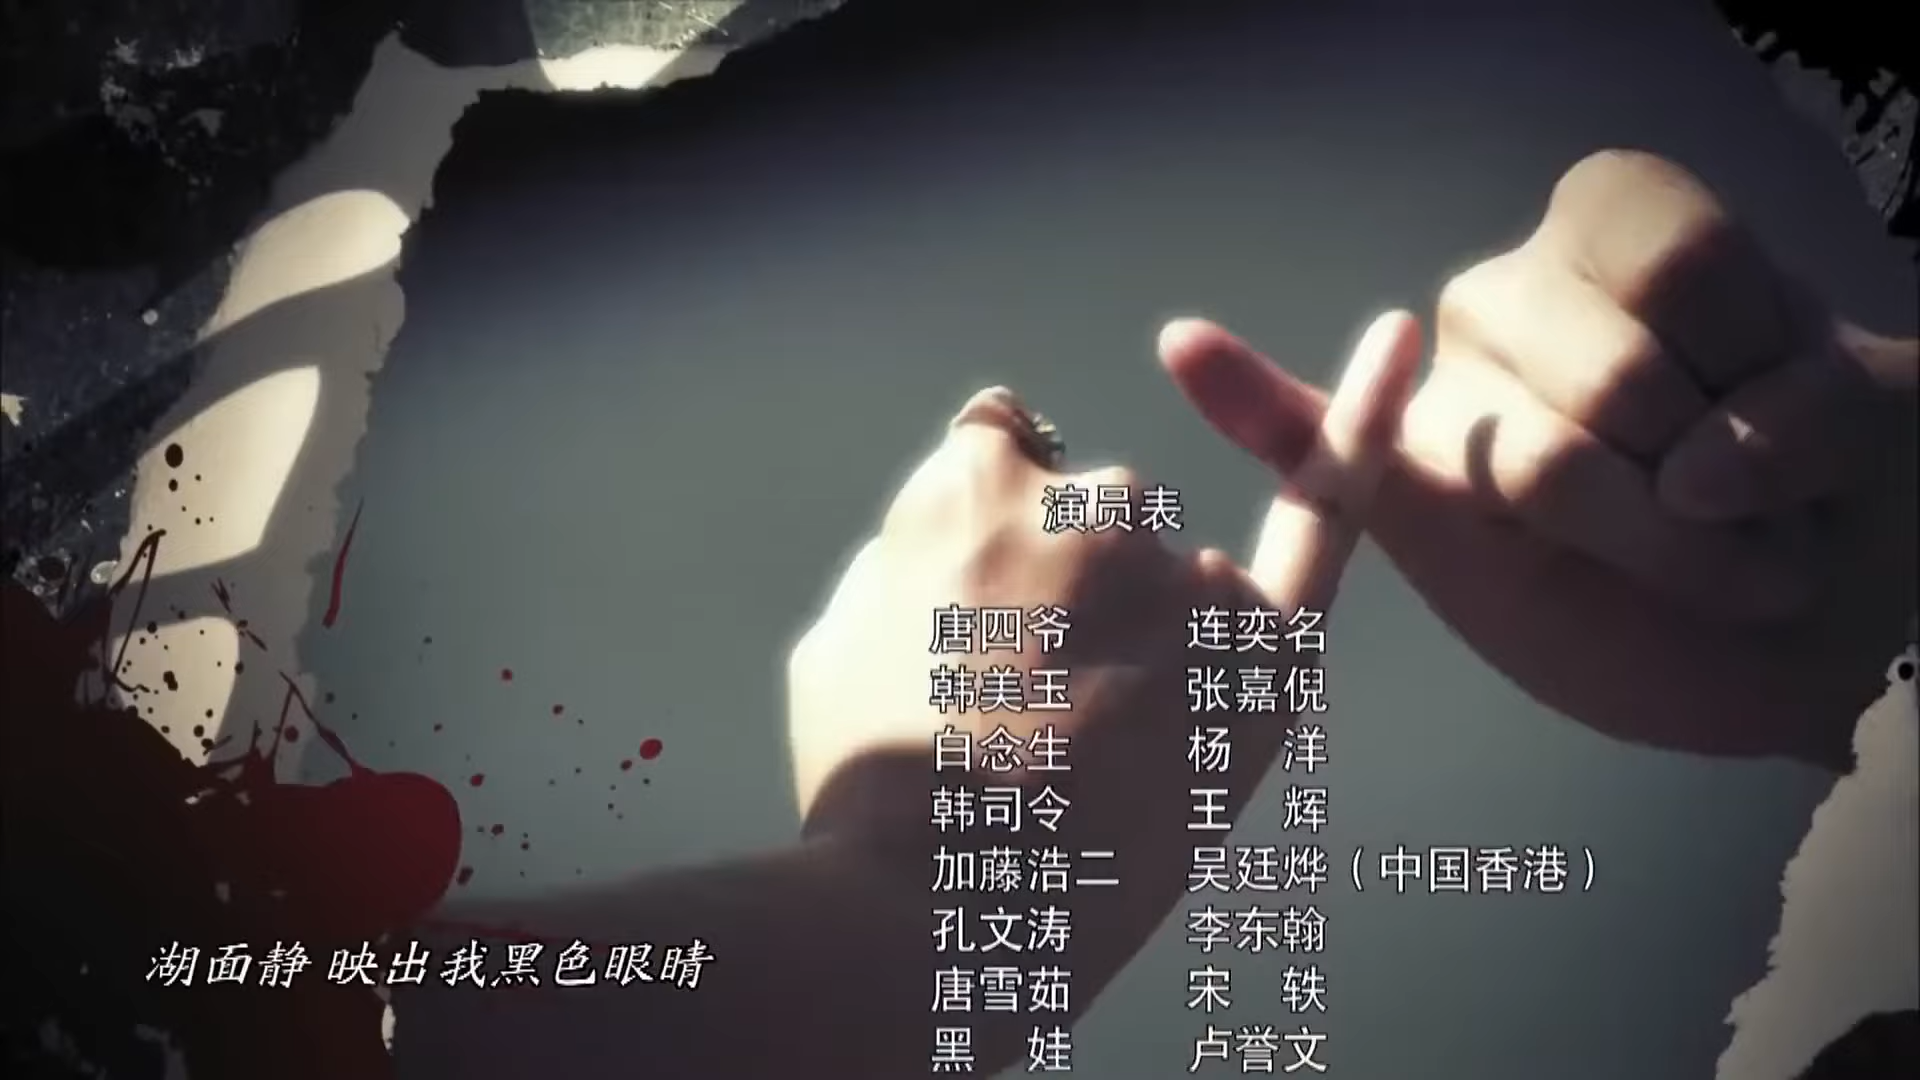 演员表
唐四爷 连奕名
韩美玉 张嘉倪
白念生 杨 洋
韩司令 王 辉
加藤浩二 吴廷烨（中国香港）
孔文涛 李东翰
唐雪茹 宋 轶
黑 娃 卢誉文
湖面静 映出我黑色眼睛